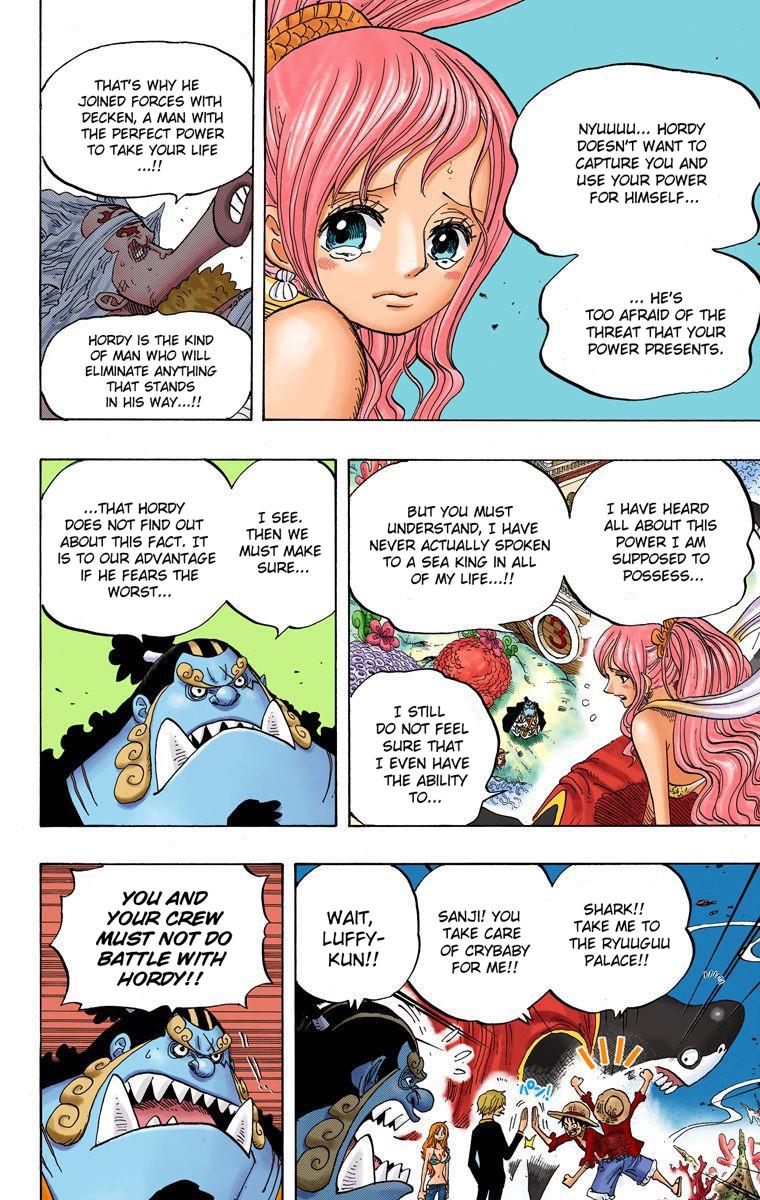 NYUUUU... HORDY
DOESN'T WANT TO
CAPTURE YOU AND
USE YOUR POWER
FOR HIMSELF...
... HE'S
TOO AFRAID OF THE
THREAT THAT YOUR
POWER PRESENTS.
THAT'S WHY HE
JOINED FORCES WITH
DECKEN, A MAN WITH
THE PERFECT POWER
TO TAKE YOUR LIFE
...!!
HORDY IS THE KIND
OF MAN WHO WILL
ELIMINATE ANYTHING
THAT STANDS
IN HIS WAY...!!
I HAVE HEARD
ALL ABOUT THIS
POWER I AM
SUPPOSED TO
POSSESS...
BUT YOU MUST
UNDERSTAND, I HAVE
NEVER ACTUALLY SPOKEN
TO A SEA KING IN ALL
OF MY LIFE...!!
I STILL
DO NOT FEEL
SURE THAT
I EVEN HAVE
THE ABILITY
TO...
I SEE.
THEN WE
MUST MAKE
SURE...
...THAT HORDY
DOES NOT FIND OUT
ABOUT THIS FACT. IT
IS TO OUR ADVANTAGE
IF HE FEARS THE
WORST...
SHARK!!
TAKE ME TO
THE RYUUGUU
PALACE!!
SANJI! YOU
TAKE CARE
OF CRYBABY
FOR ME!!
パン!
WAIT,
LUFFY-
KUN!!
YOU AND
YOUR CREW
MUST NOT DO
BATTLE WITH
HORDY!!